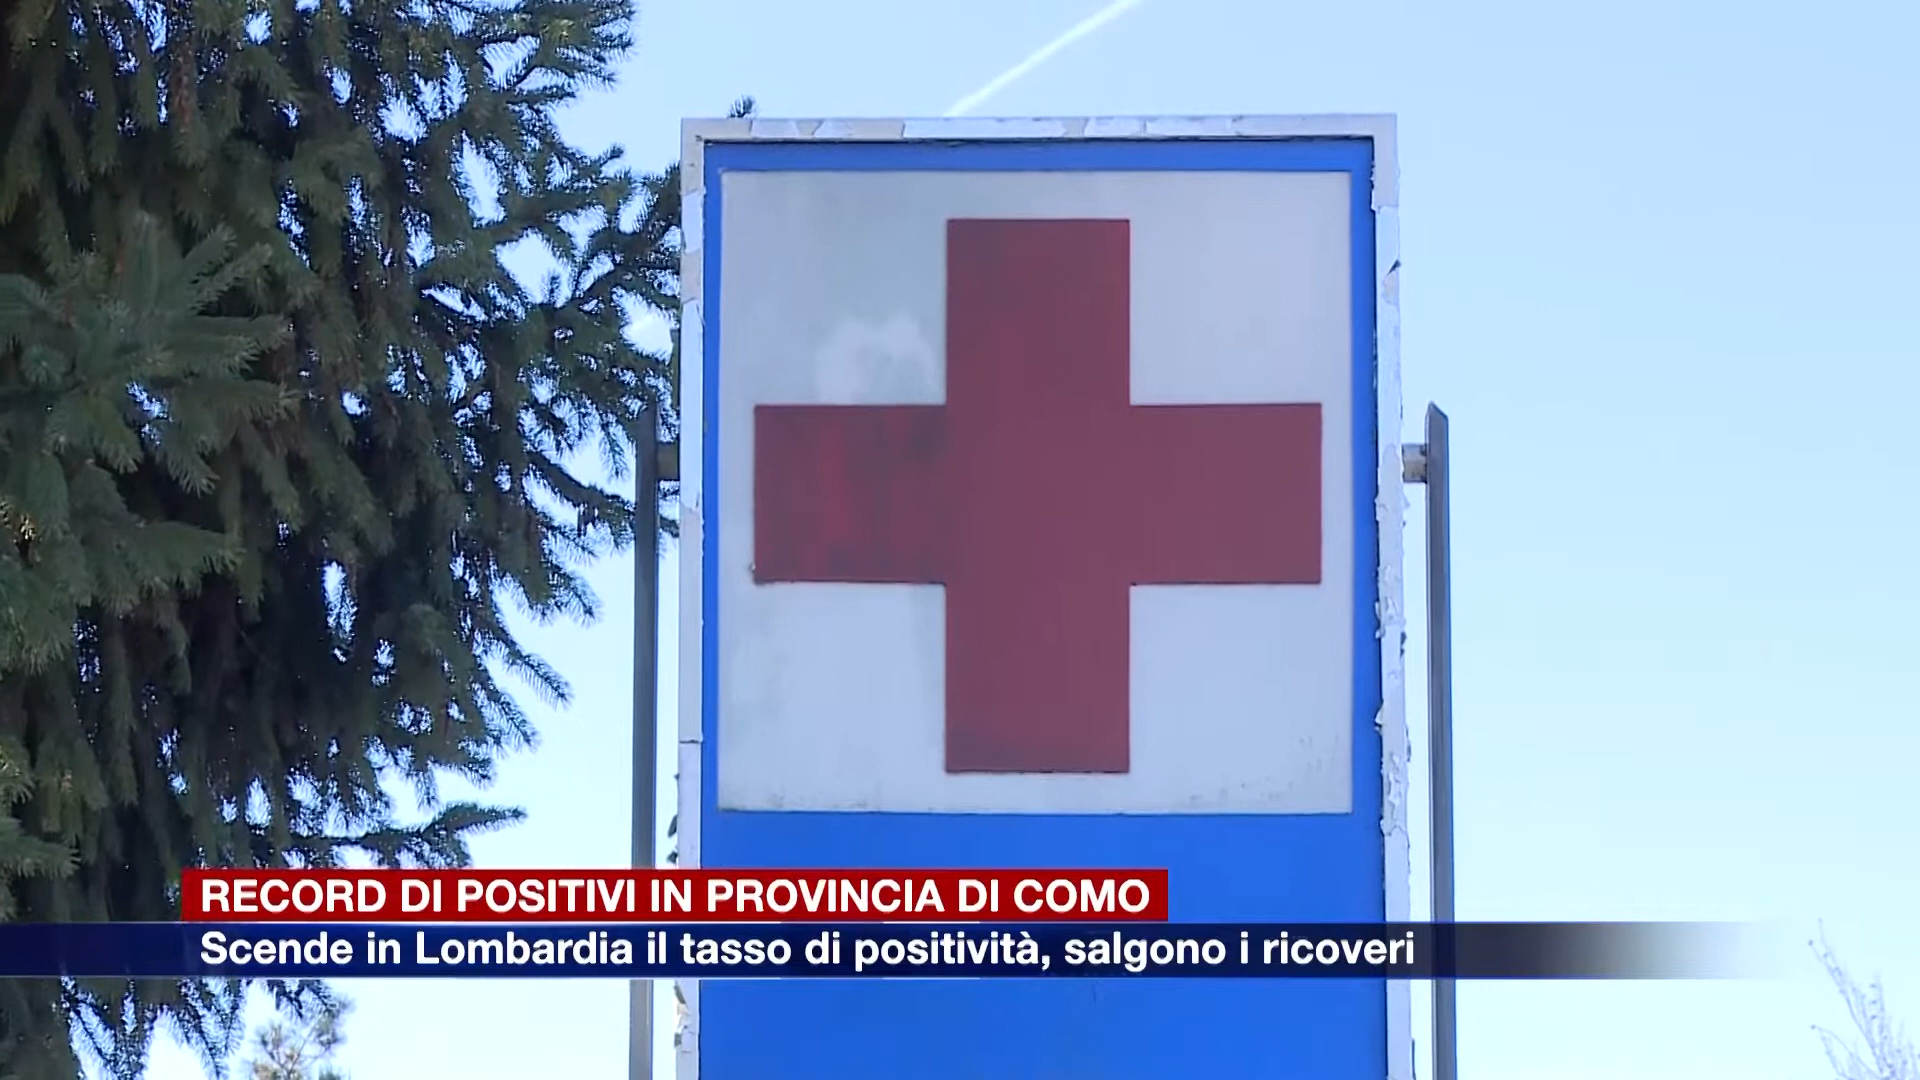 RECORD DI POSITIVI IN PROVINCIA DI COMO
Scende in Lombardia il tasso di positività, salgono i ricoveri